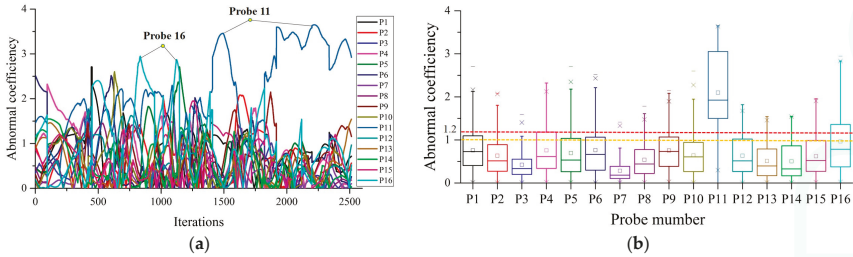 Probe 11
Probe 16
Abnormal coefficiency
4
3
2
1
0
0 500 1000 1500 2000 2500
Iterations
P1
P2
P3
P4
P5
P6
P7
P8
P9
P10
P11
P12
P13
P14
P15
P16
(a)
Abnormal coefficiency
4
3
2
1.2
1
0
P1 P2 P3 P4 P5 P6 P7 P8 P9 P10 P11 P12 P13 P14 P15 P16
Probe mumber
(b)